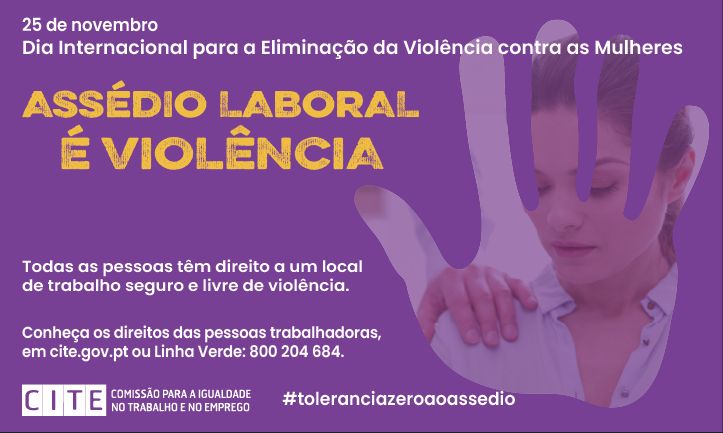 25 de novembro
Dia Internacional para a Eliminação da Violência contra as Mulheres
ASSÉDIO LABORAL
É VIOLÊNCIA
Todas as pessoas têm direito a um local
de trabalho seguro e livre de violência.
Conheça os direitos das pessoas trabalhadoras,
em cite.gov.pt ou Linha Verde: 800 204 684.
CITE
COMISSÃO PARA A IGUALDADE
NO TRABALHO E NO EMPREGO
#toleranciazeroaoassedio